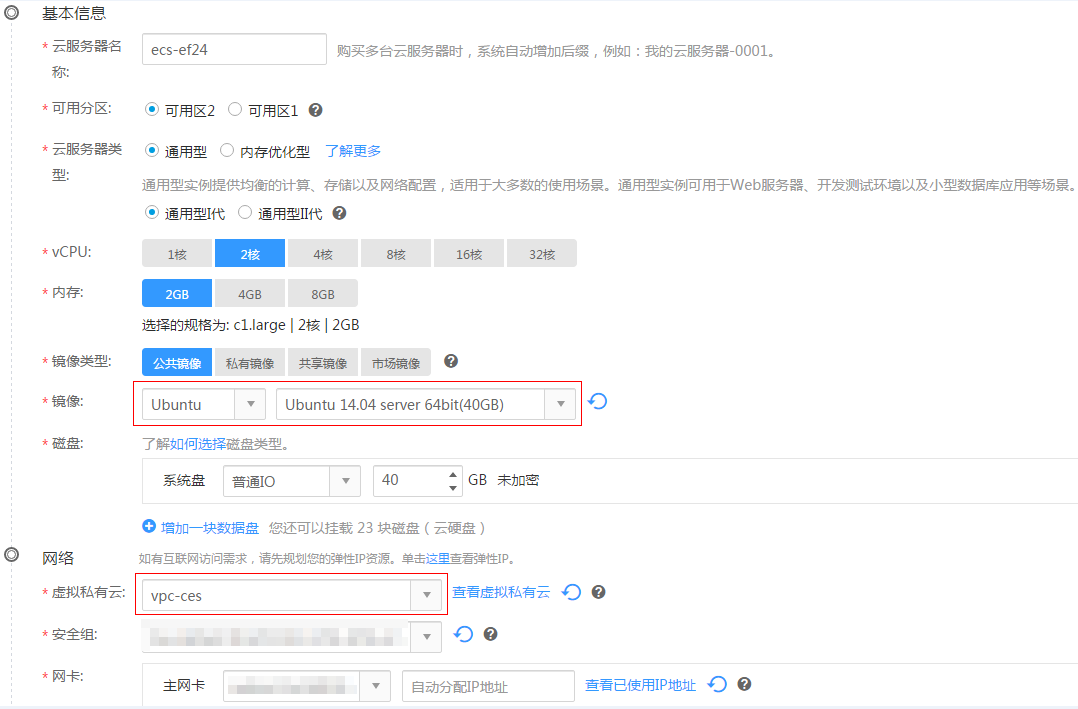 基本信息
* 云服务器名称: ecs-ef24 购买多台云服务器时，系统自动增加后缀，例如：我的云服务器-0001。
* 可用分区: 可用区2 可用区1
* 云服务器类型: 通用型 内存优化型 了解更多
通用型实例提供均衡的计算、存储以及网络配置，适用于大多数的使用场景。通用型实例可用于Web服务器、开发测试环境以及小型数据库应用等场景。
通用型I代 通用型II代
* vCPU: 1核 2核 4核 8核 16核 32核
* 内存: 2GB 4GB 8GB
选择的规格为: c1.large | 2核 | 2GB
* 镜像类型: 公共镜像 私有镜像 共享镜像 市场镜像
* 镜像: Ubuntu Ubuntu 14.04 server 64bit(40GB)
* 磁盘: 了解如何选择磁盘类型。
系统盘 普通IO 40 GB 未加密
增加一块数据盘 您还可以挂载 23 块磁盘（云硬盘）
网络 如有互联网访问需求，请先规划您的弹性IP资源。单击这里查看弹性IP。
* 虚拟私有云: vpc-ces 查看虚拟私有云
* 安全组:
* 网卡: 主网卡 自动分配IP地址 查看已使用IP地址